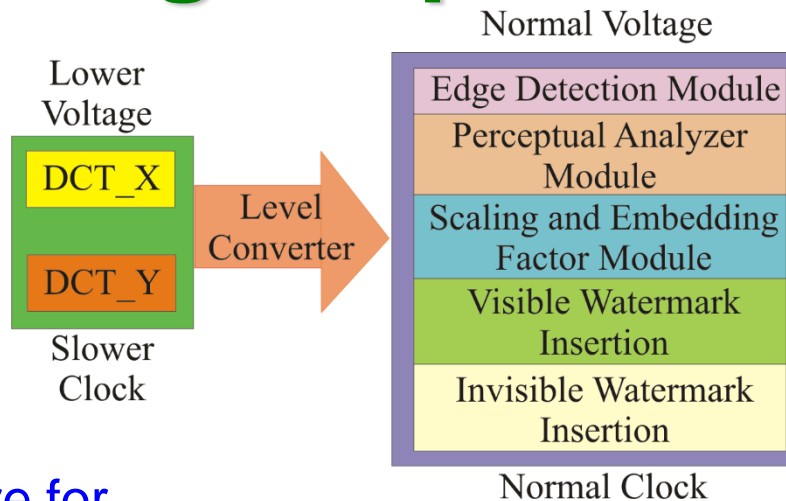 Lower
Voltage
DCT_X
DCT_Y
Slower
Clock
Level
Converter
Normal Voltage
Edge Detection Module
Perceptual Analyzer
Module
Scaling and Embedding
Factor Module
Visible Watermark
Insertion
Invisible Watermark
Insertion
Normal Clock
for